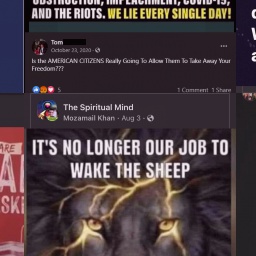 OBSTRUCTION, IMPEACHMENT, COVID-19,
AND THE RIOTS. WE LIE EVERY SINGLE DAY!
Tom
October 23, 2020
Is the AMERICAN CITIZENS Really Going To Allow Them To Take Away Your
Freedom???
5
1 Comment 1 Share
The Spiritual Mind
Mozamail Khan · Aug 3 ·
IT'S NO LONGER OUR JOB TO
WAKE THE SHEEP
ARE